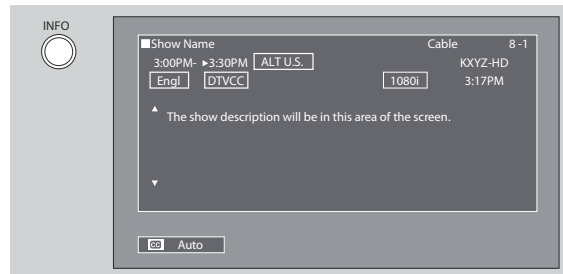 INFO
■Show Name Cable 8 -1
3:00PM- ►3:30PM ALT U.S. KXYZ-HD
Engl DTVCC 1080i 3:17PM
▲ The show description will be in this area of the screen.
▼
CC Auto